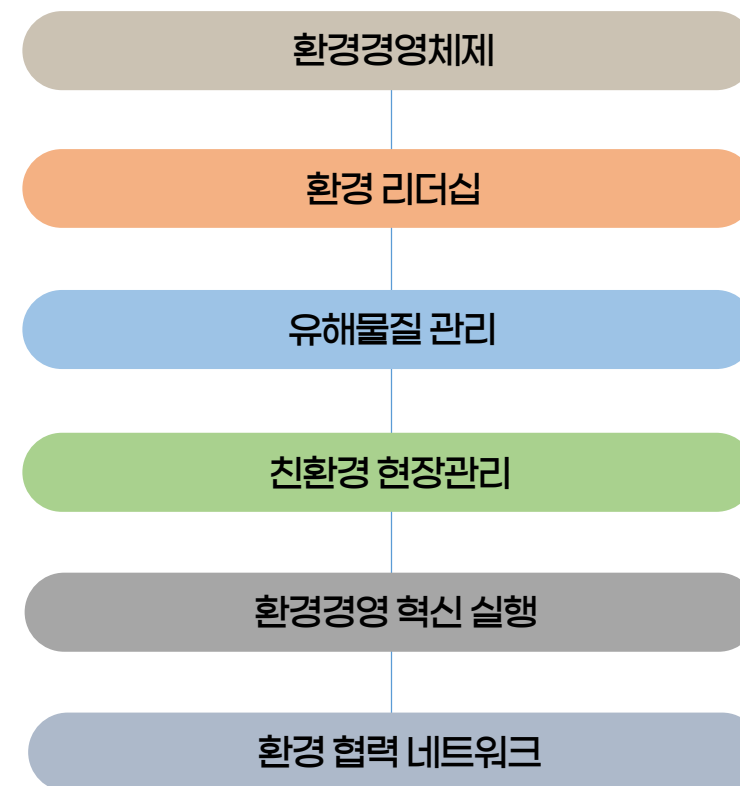 환경경영체제
환경 리더십
유해물질 관리
친환경 현장관리
환경경영 혁신 실행
환경 협력 네트워크